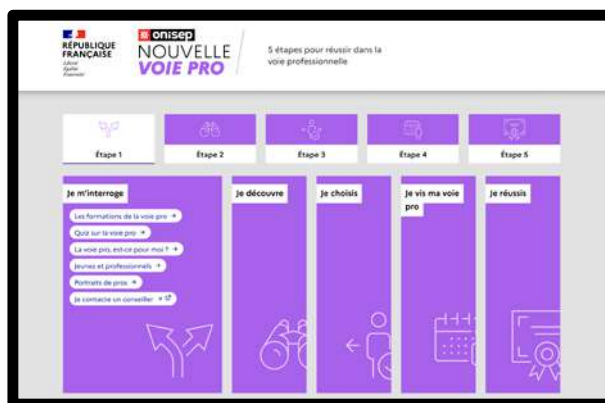 RÉPUBLIQUE
FRANÇAISE
Liberté
Égalité
Fraternité
onisep
NOUVELLE
VOIE PRO
5 étapes pour réussir dans la
voie professionnelle
Étape 1
Étape 2
Étape 3
Étape 4
Étape 5
Je m'interroge
Les formations de la voie pro →
Quiz sur la voie pro →
La voie pro, est-ce pour moi ? →
Jeunes et professionnels →
Portraits de pros →
Je contacte un conseiller →
Je découvre
Je choisis
Je vis ma voie
pro
Je réussis